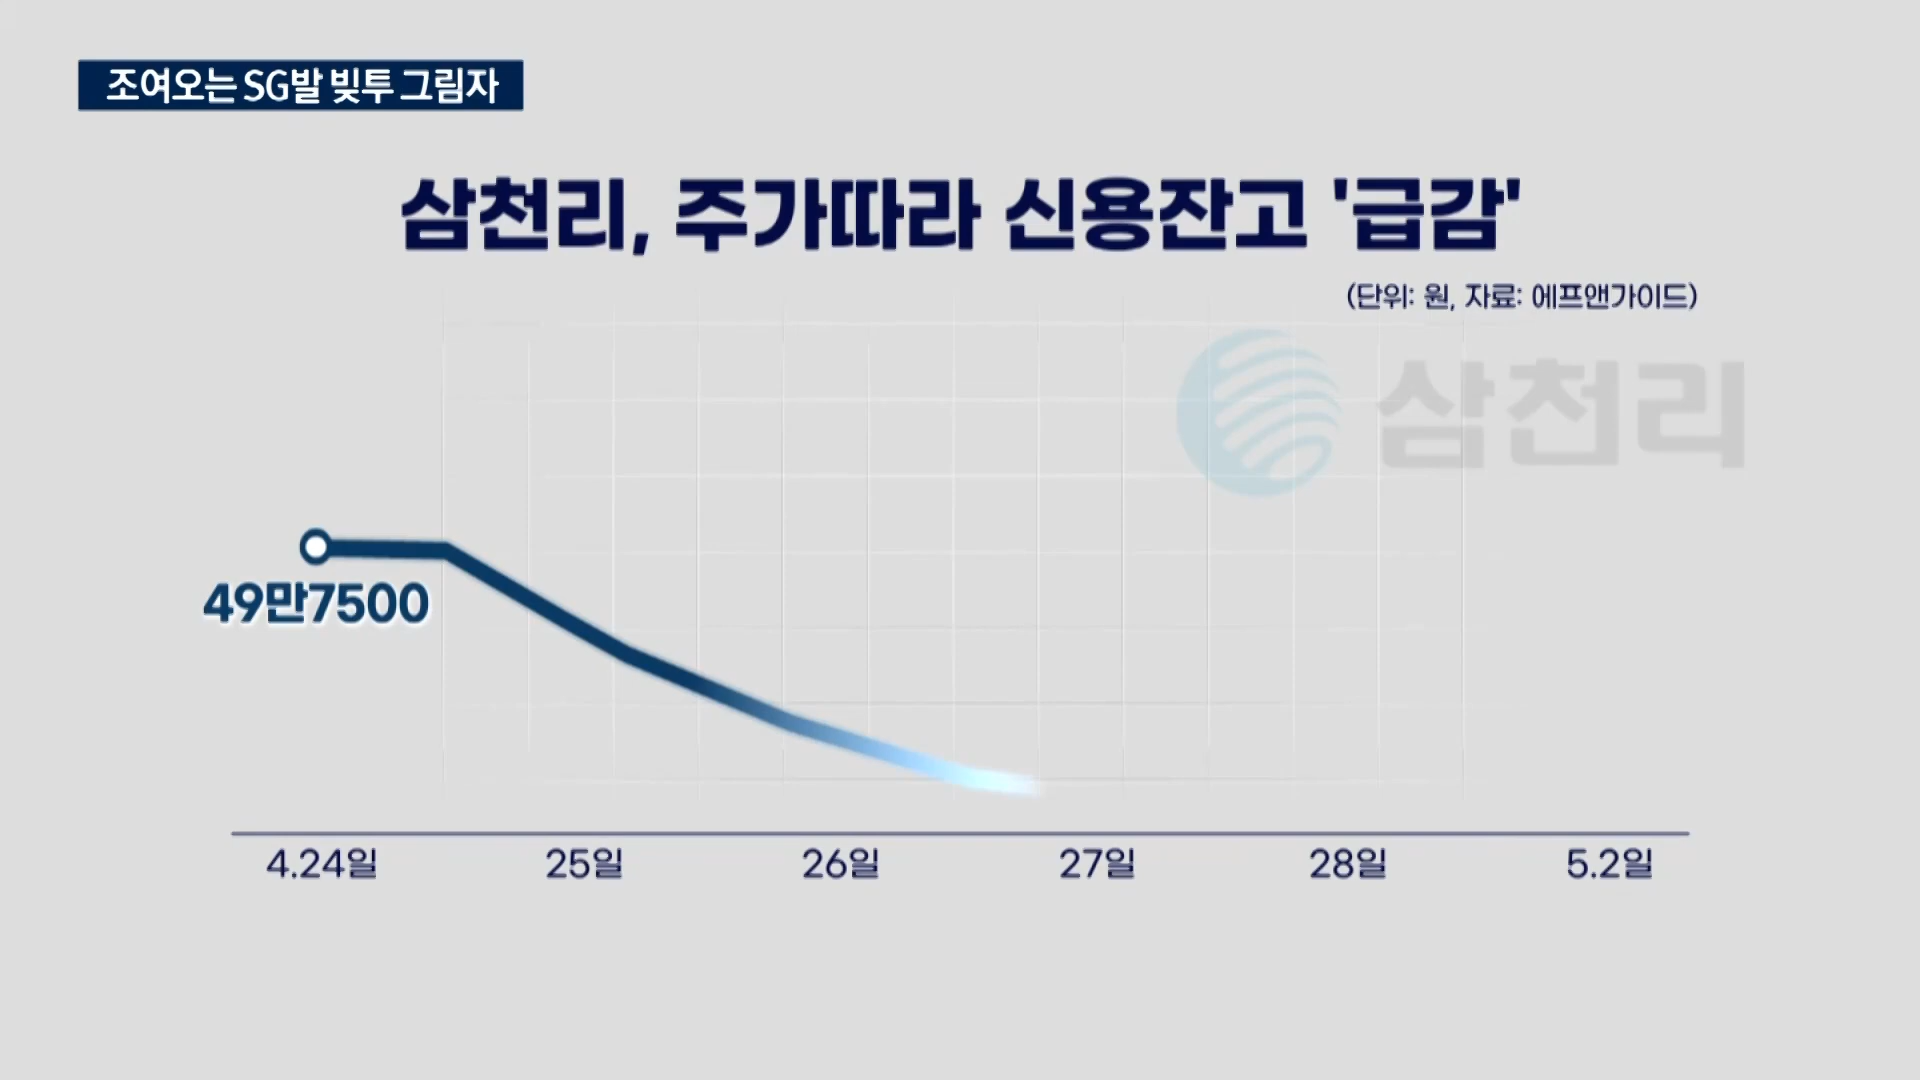 조여오는 SG발 빚투 그림자
삼천리, 주가따라 신용잔고 '급감'
(단위: 원, 자료: 에프앤가이드)
삼천리
49만7500
4.24일 25일 26일 27일 28일 5.2일